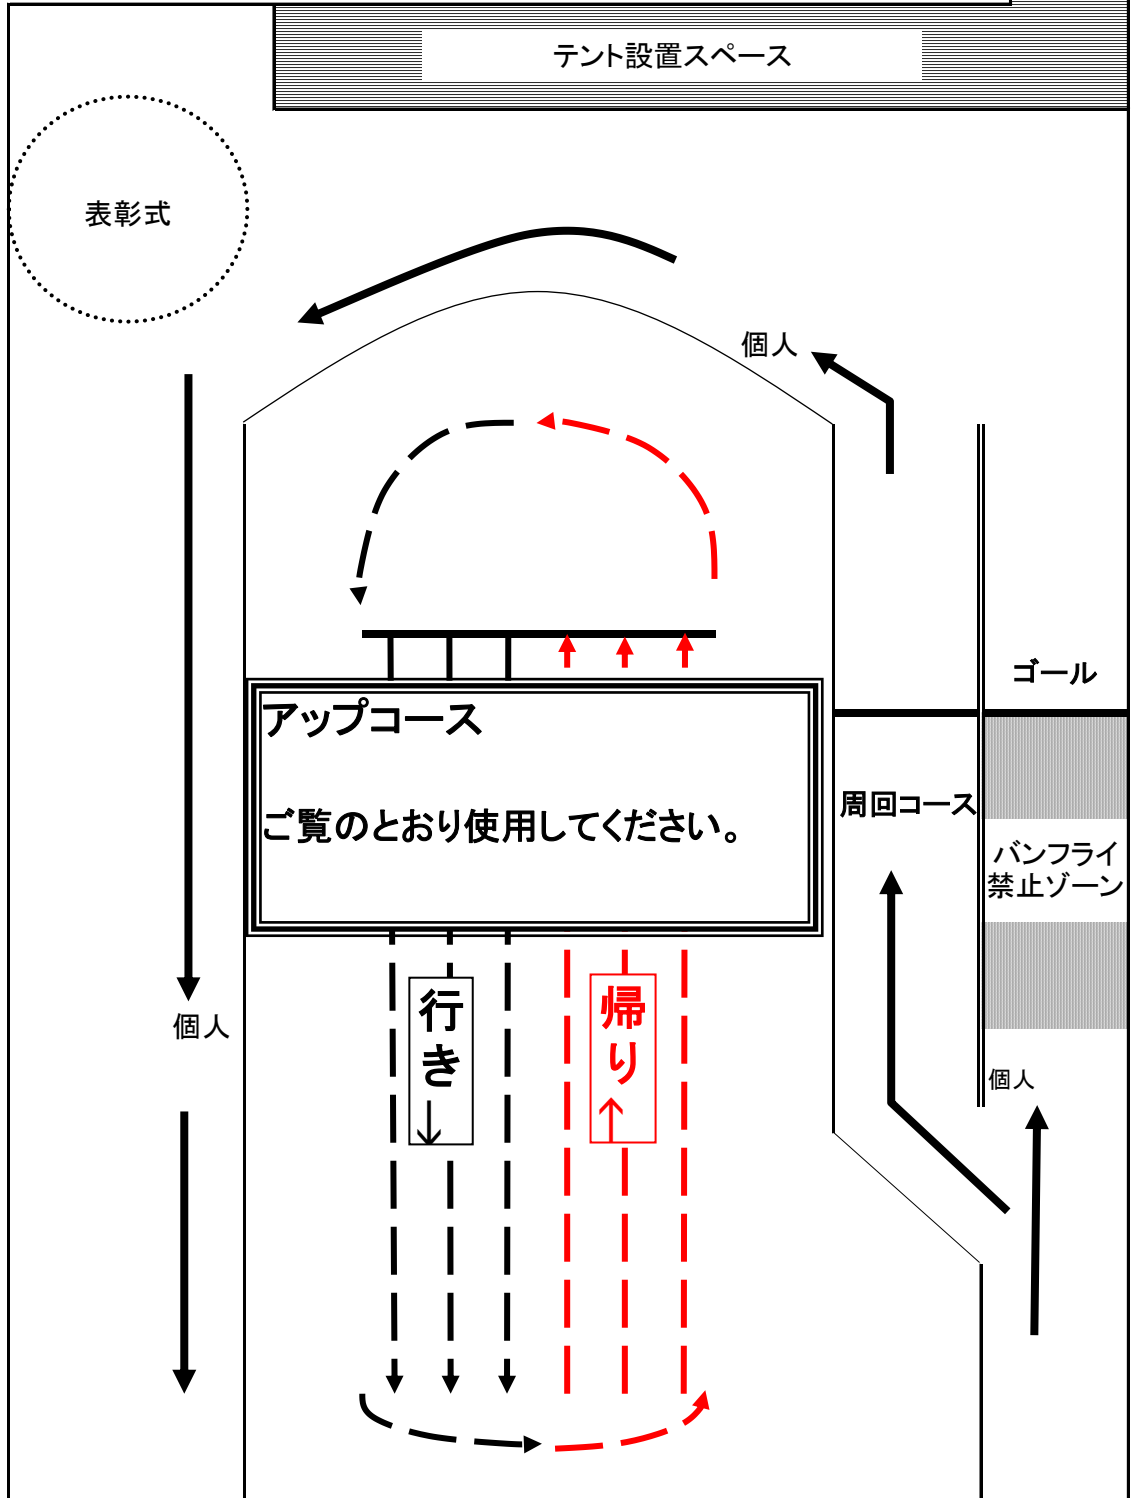 テント設置スペース
表彰式
個人
ゴール
アップコース
周回コース
ご覧のとおり使用してください。
バンフライ
禁止ゾーン
行き↓
帰り↑
個人
個人